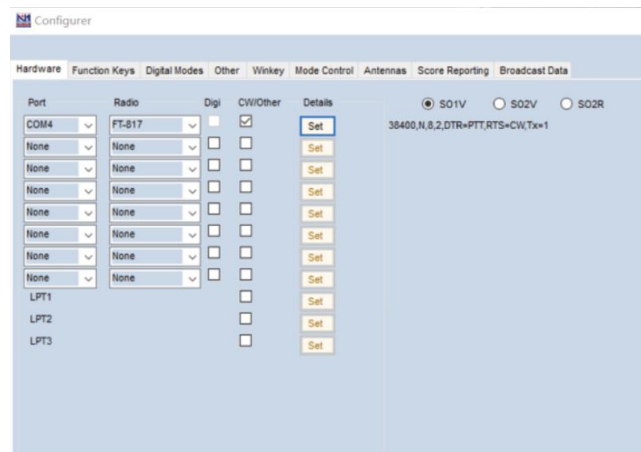 N1 Configurer
Hardware Function Keys Digital Modes Other Winkey Mode Control Antennas Score Reporting Broadcast Data
Port Radio Digi CW/Other Details SO1V SO2V SO2R
COM4 FT-817 Set 38400,N,8,2,DTR=PTT,RTS=CW,Tx=1
None None Set
None None Set
None None Set
None None Set
None None Set
None None Set
None None Set
LPT1 Set
LPT2 Set
LPT3 Set